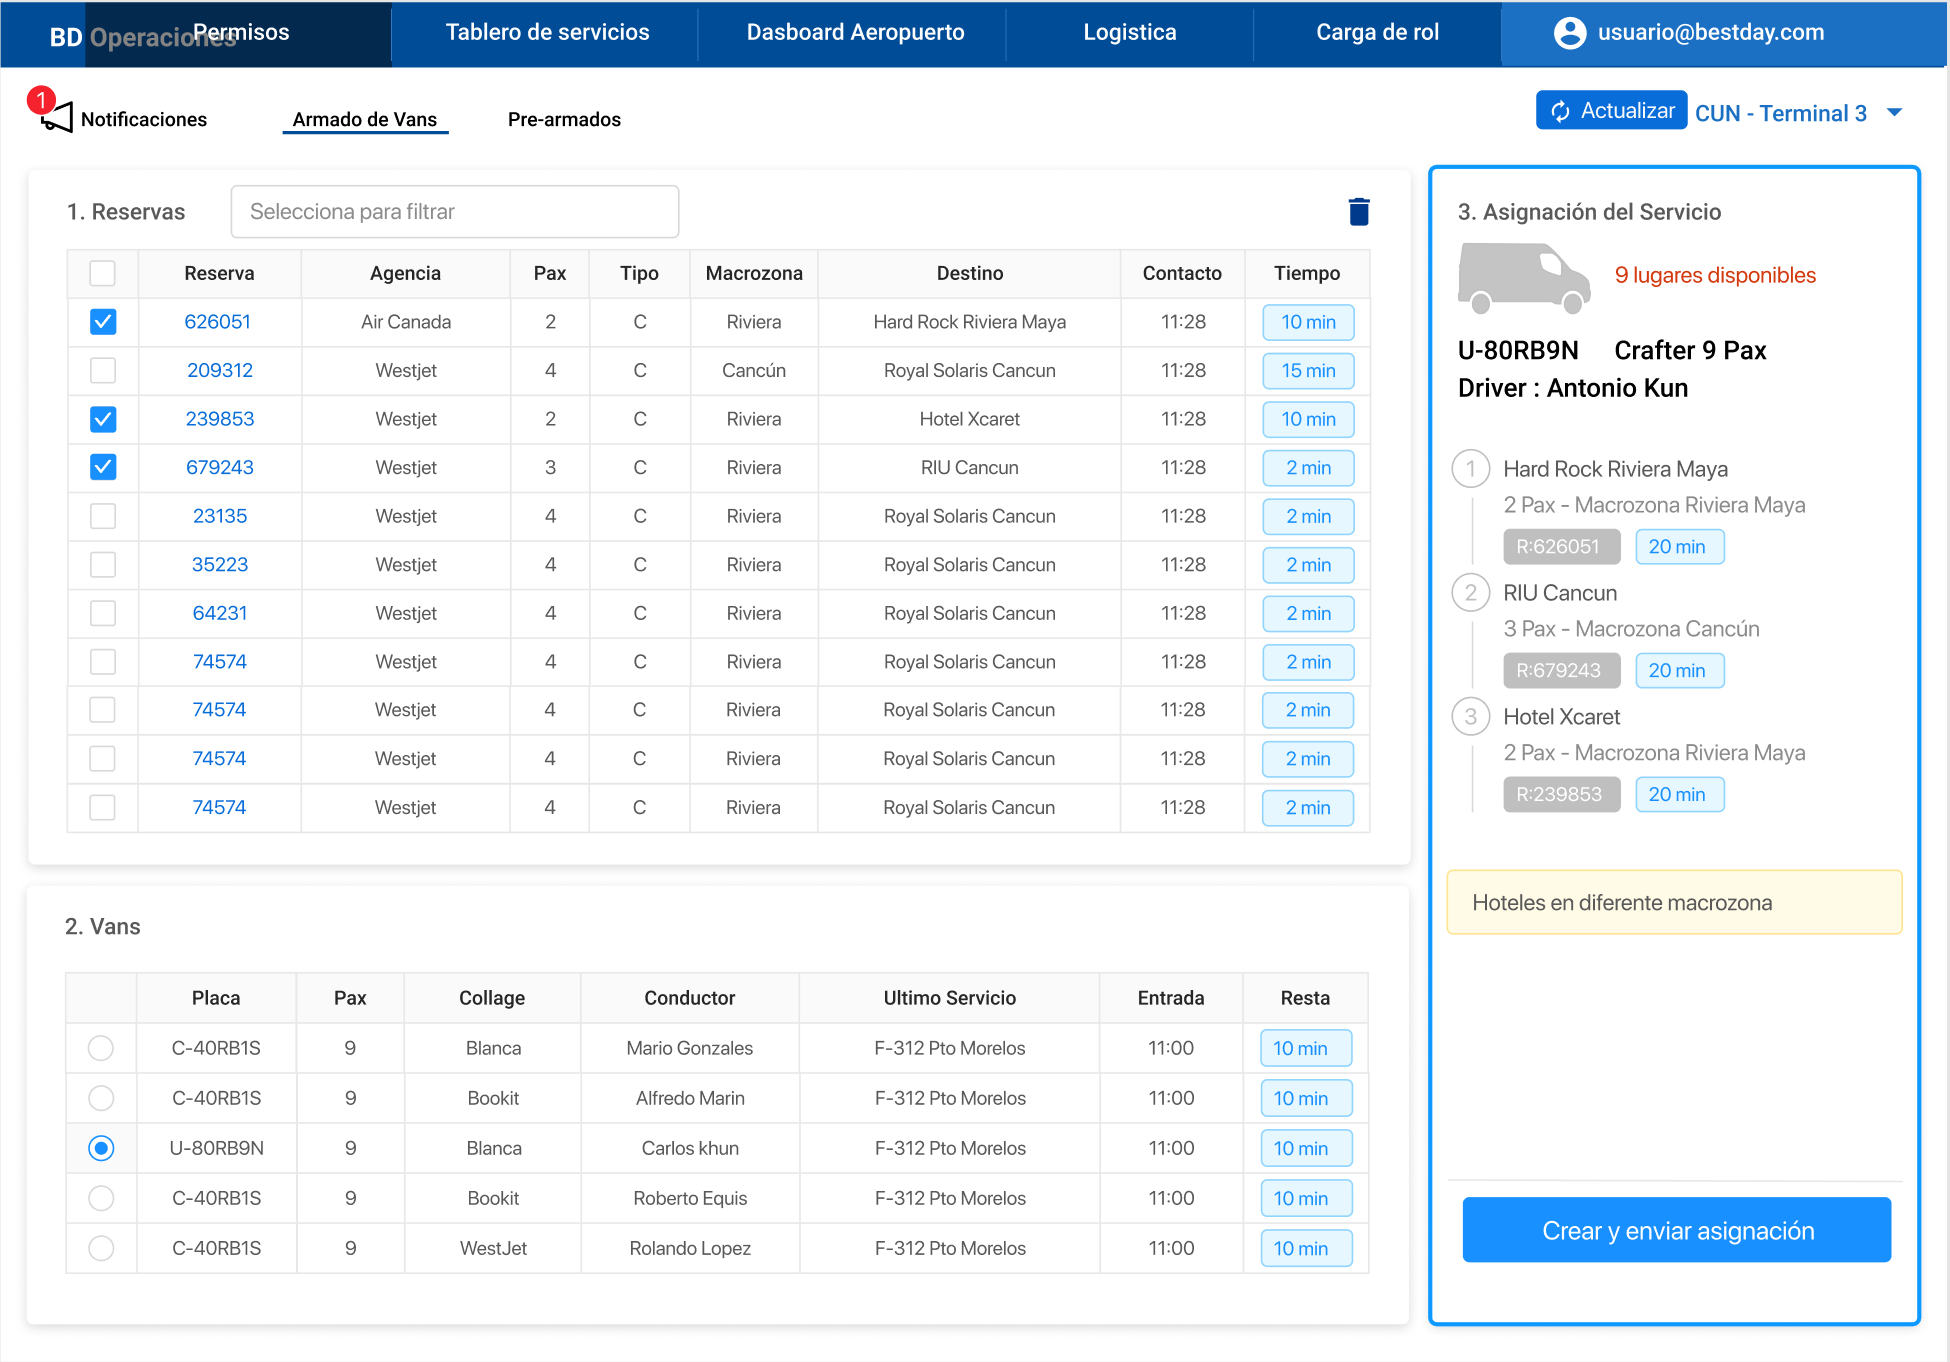 BD Operaciones
Permisos
Tablero de servicios
Dasboard Aeropuerto
Logistica
Carga de rol
usuario@bestday.com
1
Notificaciones
Armado de Vans
Pre-armados
Actualizar
CUN - Terminal 3
1. Reservas
Selecciona para filtrar
Reserva Agencia Pax Tipo Macrozona Destino Contacto Tiempo
626051 Air Canada 2 C Riviera Hard Rock Riviera Maya 11:28 10 min
209312 Westjet 4 C Cancún Royal Solaris Cancun 11:28 15 min
239853 Westjet 2 C Riviera Hotel Xcaret 11:28 10 min
679243 Westjet 3 C Riviera RIU Cancun 11:28 2 min
23135 Westjet 4 C Riviera Royal Solaris Cancun 11:28 2 min
35223 Westjet 4 C Riviera Royal Solaris Cancun 11:28 2 min
64231 Westjet 4 C Riviera Royal Solaris Cancun 11:28 2 min
74574 Westjet 4 C Riviera Royal Solaris Cancun 11:28 2 min
74574 Westjet 4 C Riviera Royal Solaris Cancun 11:28 2 min
74574 Westjet 4 C Riviera Royal Solaris Cancun 11:28 2 min
74574 Westjet 4 C Riviera Royal Solaris Cancun 11:28 2 min
2. Vans
Placa Pax Collage Conductor Ultimo Servicio Entrada Resta
C-40RB1S 9 Blanca Mario Gonzales F-312 Pto Morelos 11:00 10 min
C-40RB1S 9 Bookit Alfredo Marin F-312 Pto Morelos 11:00 10 min
U-80RB9N 9 Blanca Carlos khun F-312 Pto Morelos 11:00 10 min
C-40RB1S 9 Bookit Roberto Equis F-312 Pto Morelos 11:00 10 min
C-40RB1S 9 WestJet Rolando Lopez F-312 Pto Morelos 11:00 10 min
3. Asignación del Servicio
9 lugares disponibles
U-80RB9N Crafter 9 Pax
Driver : Antonio Kun
1 Hard Rock Riviera Maya
2 Pax - Macrozona Riviera Maya
R:626051 20 min
2 RIU Cancun
3 Pax - Macrozona Cancún
R:679243 20 min
3 Hotel Xcaret
2 Pax - Macrozona Riviera Maya
R:239853 20 min
Hoteles en diferente macrozona
Crear y enviar asignación